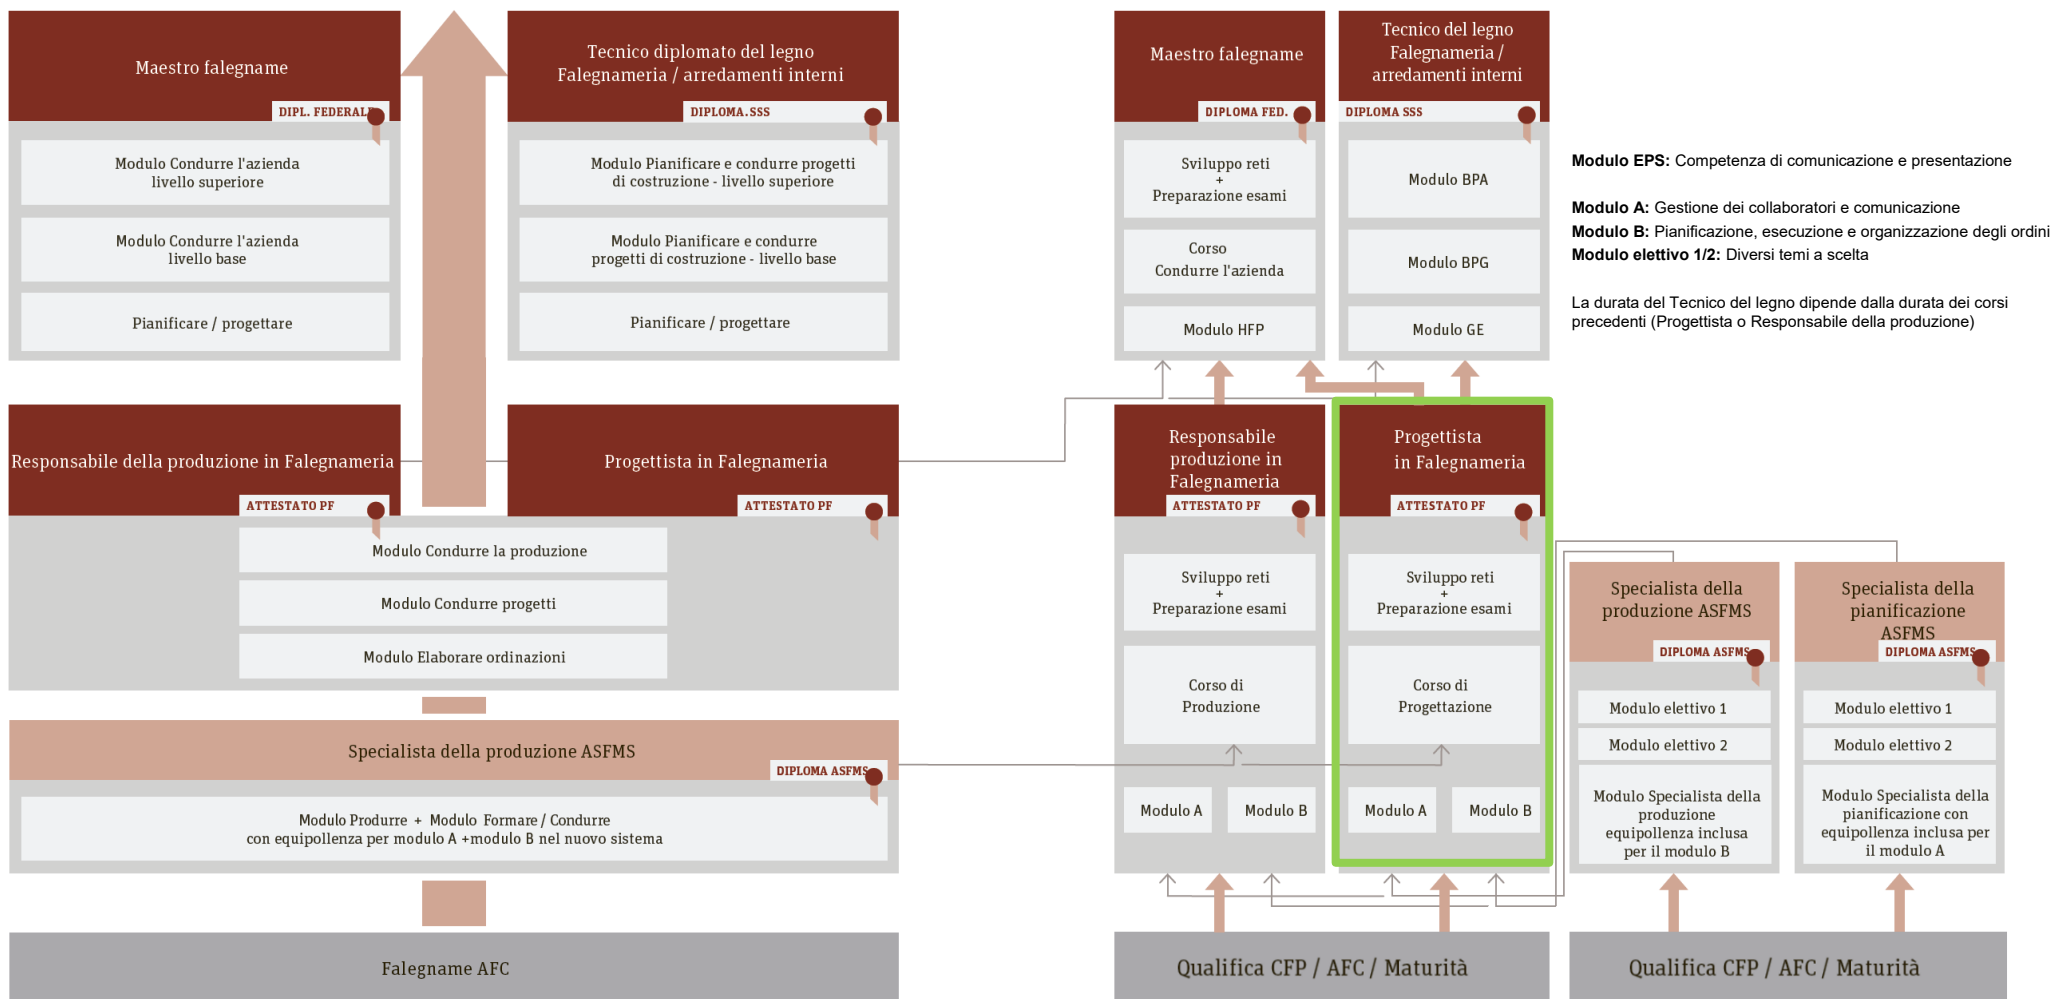 Maestro falegname
DIPL. FEDERALE
Modulo Condurre l'azienda
livello superiore
Modulo Condurre l'azienda
livello base
Pianificare / progettare
Tecnico diplomato del legno
Falegnameria / arredamenti interni
DIPLOMA.SSS
Modulo Pianificare e condurre progetti
di costruzione - livello superiore
Modulo Pianificare e condurre
progetti di costruzione - livello base
Pianificare / progettare
Responsabile della produzione in Falegnameria
ATTESTATO PF
Progettista in Falegnameria
ATTESTATO PF
Modulo Condurre la produzione
Modulo Condurre progetti
Modulo Elaborare ordinazioni
Specialista della produzione ASFMS
DIPLOMA ASFMS
Modulo Produrre + Modulo Formare / Condurre
con equipollenza per modulo A +modulo B nel nuovo sistema
Falegname AFC
Maestro falegname
DIPLOMA FED.
Sviluppo reti
+
Preparazione esami
Corso
Condurre l'azienda
Modulo HFP
Tecnico del legno
Falegnameria /
arredamenti interni
DIPLOMA SSS
Modulo BPA
Modulo BPG
Modulo GE
Modulo EPS: Competenza di comunicazione e presentazione
Modulo A: Gestione dei collaboratori e comunicazione
Modulo B: Pianificazione, esecuzione e organizzazione degli ordini
Modulo elettivo 1/2: Diversi temi a scelta
La durata del Tecnico del legno dipende dalla durata dei corsi
precedenti (Progettista o Responsabile della produzione)
Responsabile
produzione in
Falegnameria
ATTESTATO PF
Sviluppo reti
+
Preparazione esami
Corso di
Produzione
Modulo A
Modulo B
Progettista
in Falegnameria
ATTESTATO PF
Sviluppo reti
+
Preparazione esami
Corso di
Progettazione
Modulo A
Modulo B
Qualifica CFP / AFC / Maturità
Specialista della
produzione ASFMS
DIPLOMA ASFMS
Modulo elettivo 1
Modulo elettivo 2
Modulo Specialista della
produzione
equipollenza inclusa
per il modulo B
Specialista della
pianificazione
ASFMS
DIPLOMA ASFMS
Modulo elettivo 1
Modulo elettivo 2
Modulo Specialista della
pianificazione con
equipollenza inclusa per
il modulo A
Qualifica CFP / AFC / Maturità